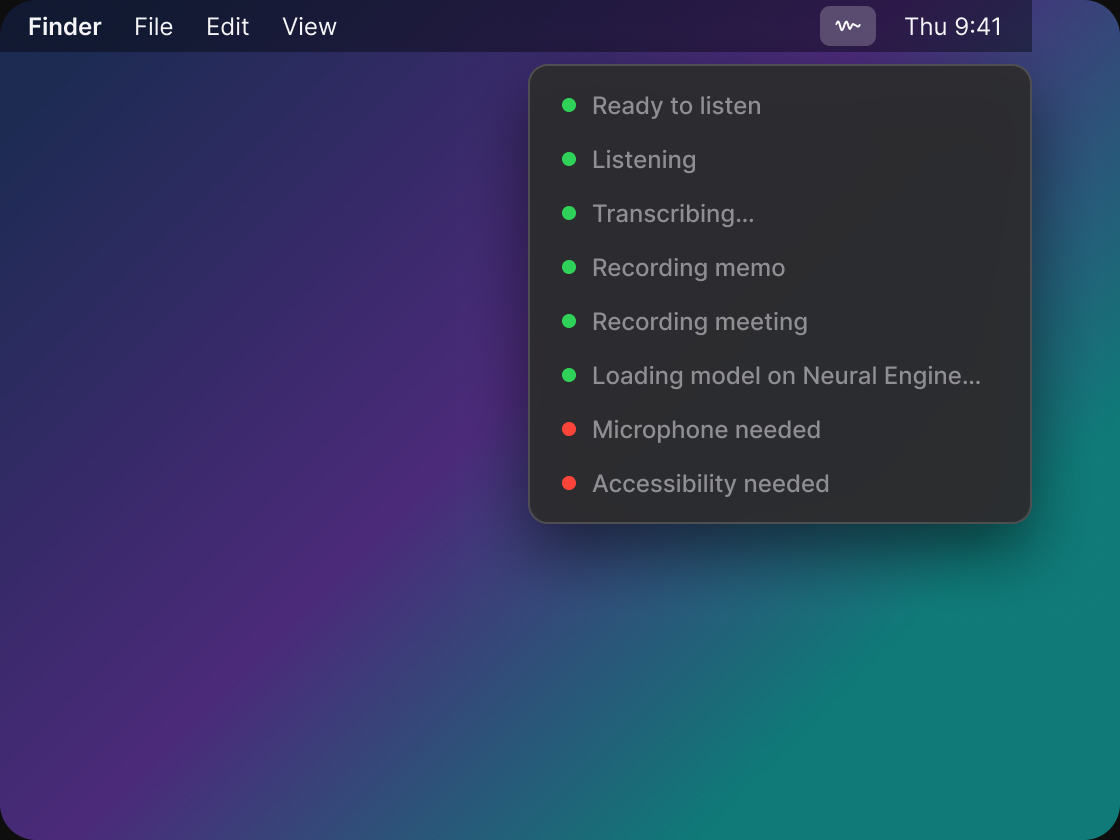 Finder File Edit View Thu 9:41
Ready to listen
Listening
Transcribing...
Recording memo
Recording meeting
Loading model on Neural Engine...
Microphone needed
Accessibility needed